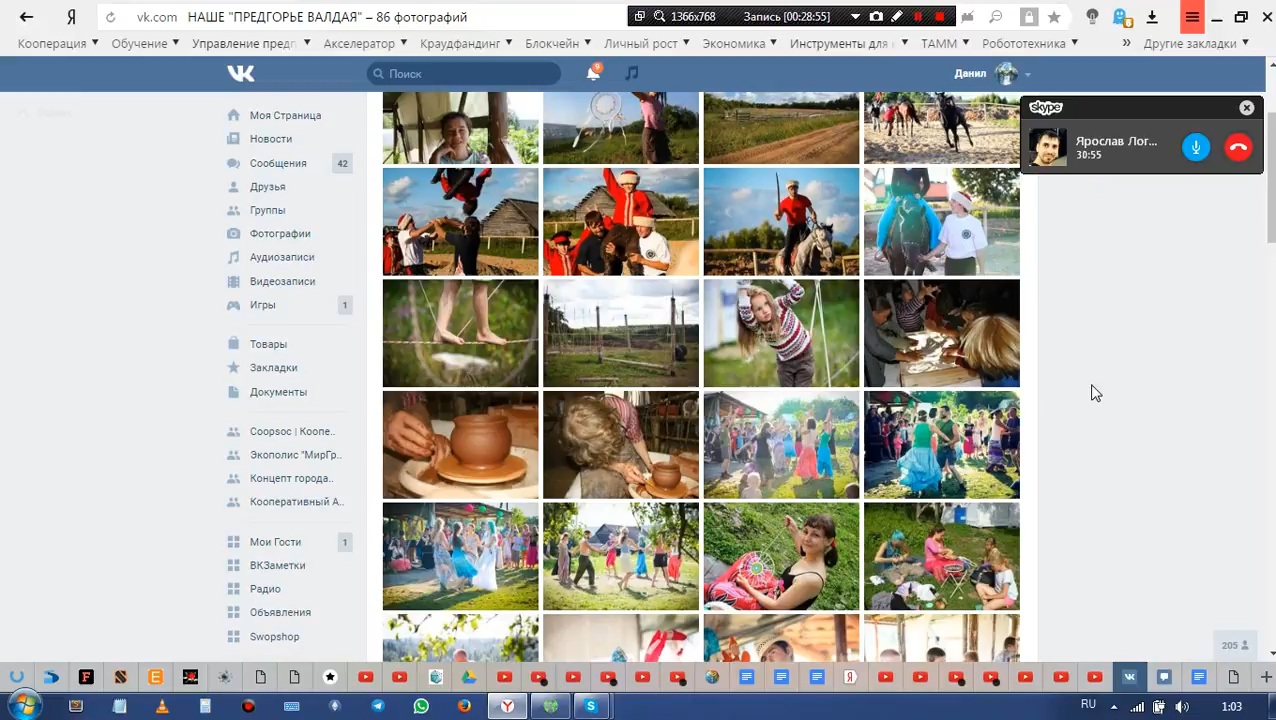 vk.com НАШЕ "ПРЕДГОРЬЕ ВАЛДАЯ" – 86 фотографий
1366x768 Запись [00:28:55]
Кооперация Обучение Управление предп Акселератор Краудфандинг Блокчейн Личный рост Экономика Инструменты для ТАММ Робототехника » Другие закладки
Поиск
9
Данил
Моя Страница
Новости
Сообщения 42
Друзья
Группы
Фотографии
Аудиозаписи
Видеозаписи
Игры 1
Товары
Закладки
Документы
Соорос | Коопе..
Экополис "МирГр..
Концепт города..
Кооперативный А..
Мои Гости 1
ВКЗаметки
Радио
Объявления
Swopshop
skype
Ярослав Лог...
30:55
205
RU 1:03